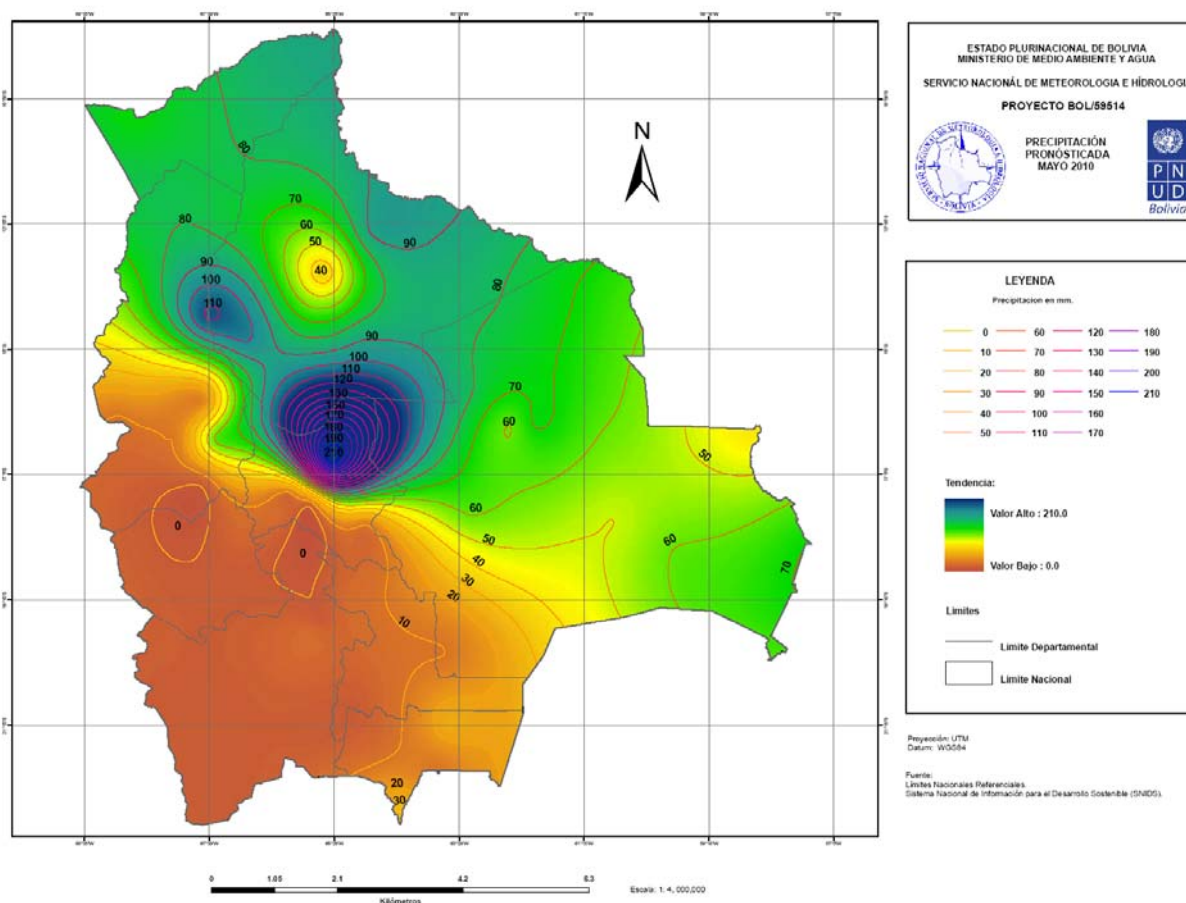 N
80
70
60
50
40
80
90
100
110
90
80
90
100
110
120
70
60
60
50
50
60
70
40
30
20
10
0
0
20
30
ESTADO PLURINACIONAL DE BOLIVIA
MINISTERIO DE MEDIO AMBIENTE Y AGUA
SERVICIO NACIONÁL DE METEOROLOGIA E HÍDROLOGI
PROYECTO BOL/59514
PRECIPITACIÓN
PRONÓSTICADA
MAYO 2010
P N
U D
Bolivia
LEYENDA
Precipitacion en mm.
0 60 120 180
10 70 130 190
20 80 140 200
30 90 150 210
40 100 160
50 110 170
Tendencia:
Valor Alto : 210.0
Valor Bajo : 0.0
Limites
Limite Departamental
Limite Nacional
Proyección: UTM
Datum: WGS84
Fuente:
Límites Nacionales Referenciales
Sistema Nacional de Información para el Desarrollo Sostenible (SNIDS).
0 1.05 2.1 4.2 6.3
Kilómetros
Escala: 1: 4, 000,000